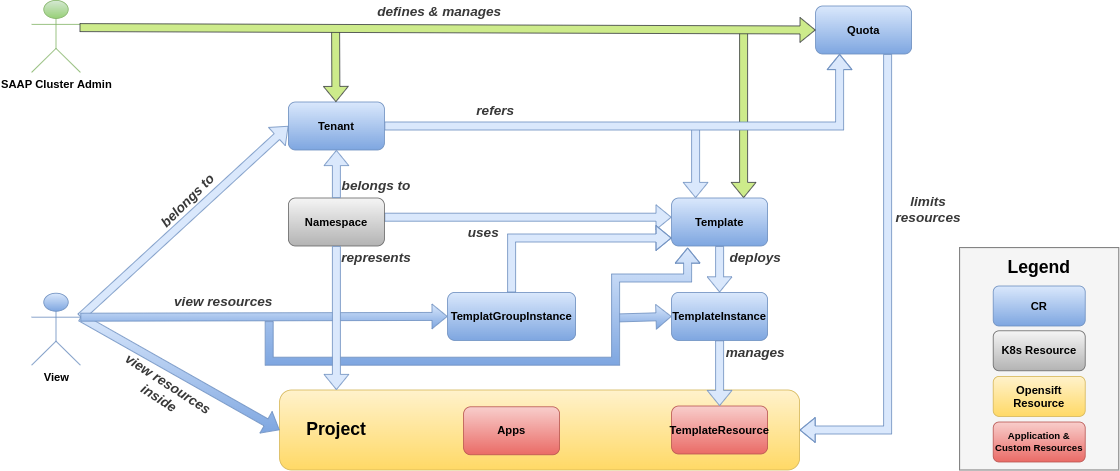 defines & manages
Quota
SAAP Cluster Admin
Tenant
refers
belongs to
belongs to
Namespace
Template
uses
represents
deploys
limits
resources
view resources
TemplatGroupInstance
TemplateInstance
View
view resources
inside
manages
Project
Apps
TemplateResource
Legend
CR
K8s Resource
Opensift
Resource
Application &
Custom Resources